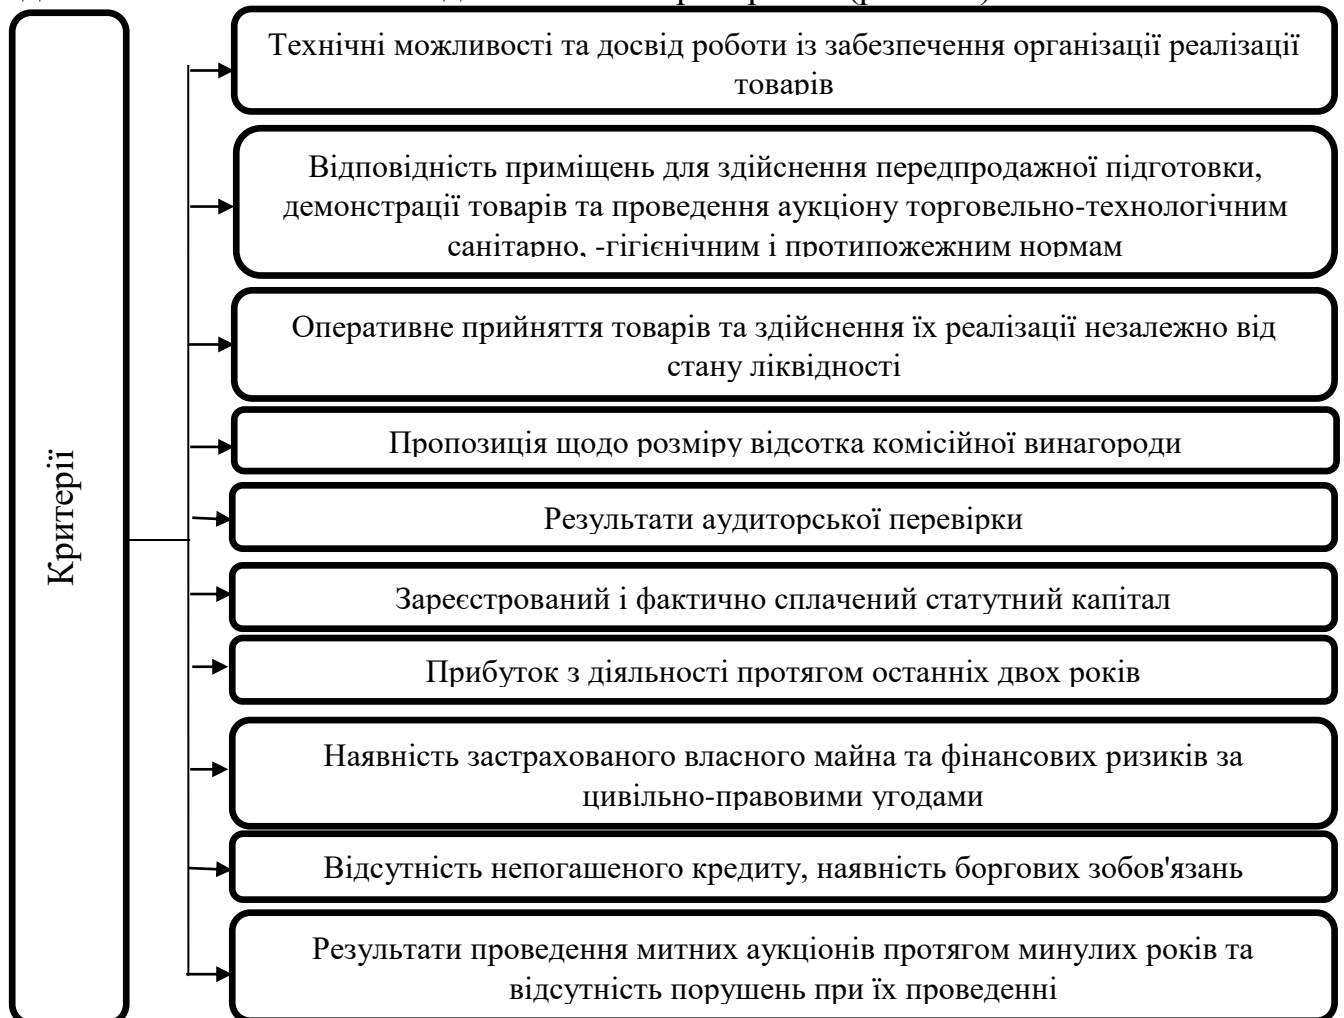 Критерії
Технічні можливості та досвід роботи із забезпечення організації реалізації
товарів
Відповідність приміщень для здійснення передпродажної підготовки,
демонстрації товарів та проведення аукціону торговельно-технологічним
санітарно, -гігієнічним і протипожежним нормам
Оперативне прийняття товарів та здійснення їх реалізації незалежно від
стану ліквідності
Пропозиція щодо розміру відсотка комісійної винагороди
Результати аудиторської перевірки
Зареєстрований і фактично сплачений статутний капітал
Прибуток з діяльності протягом останніх двох років
Наявність застрахованого власного майна та фінансових ризиків за
цивільно-правовими угодами
Відсутність непогашеного кредиту, наявність боргових зобов'язань
Результати проведення митних аукціонів протягом минулих років та
відсутність порушень при їх проведенні